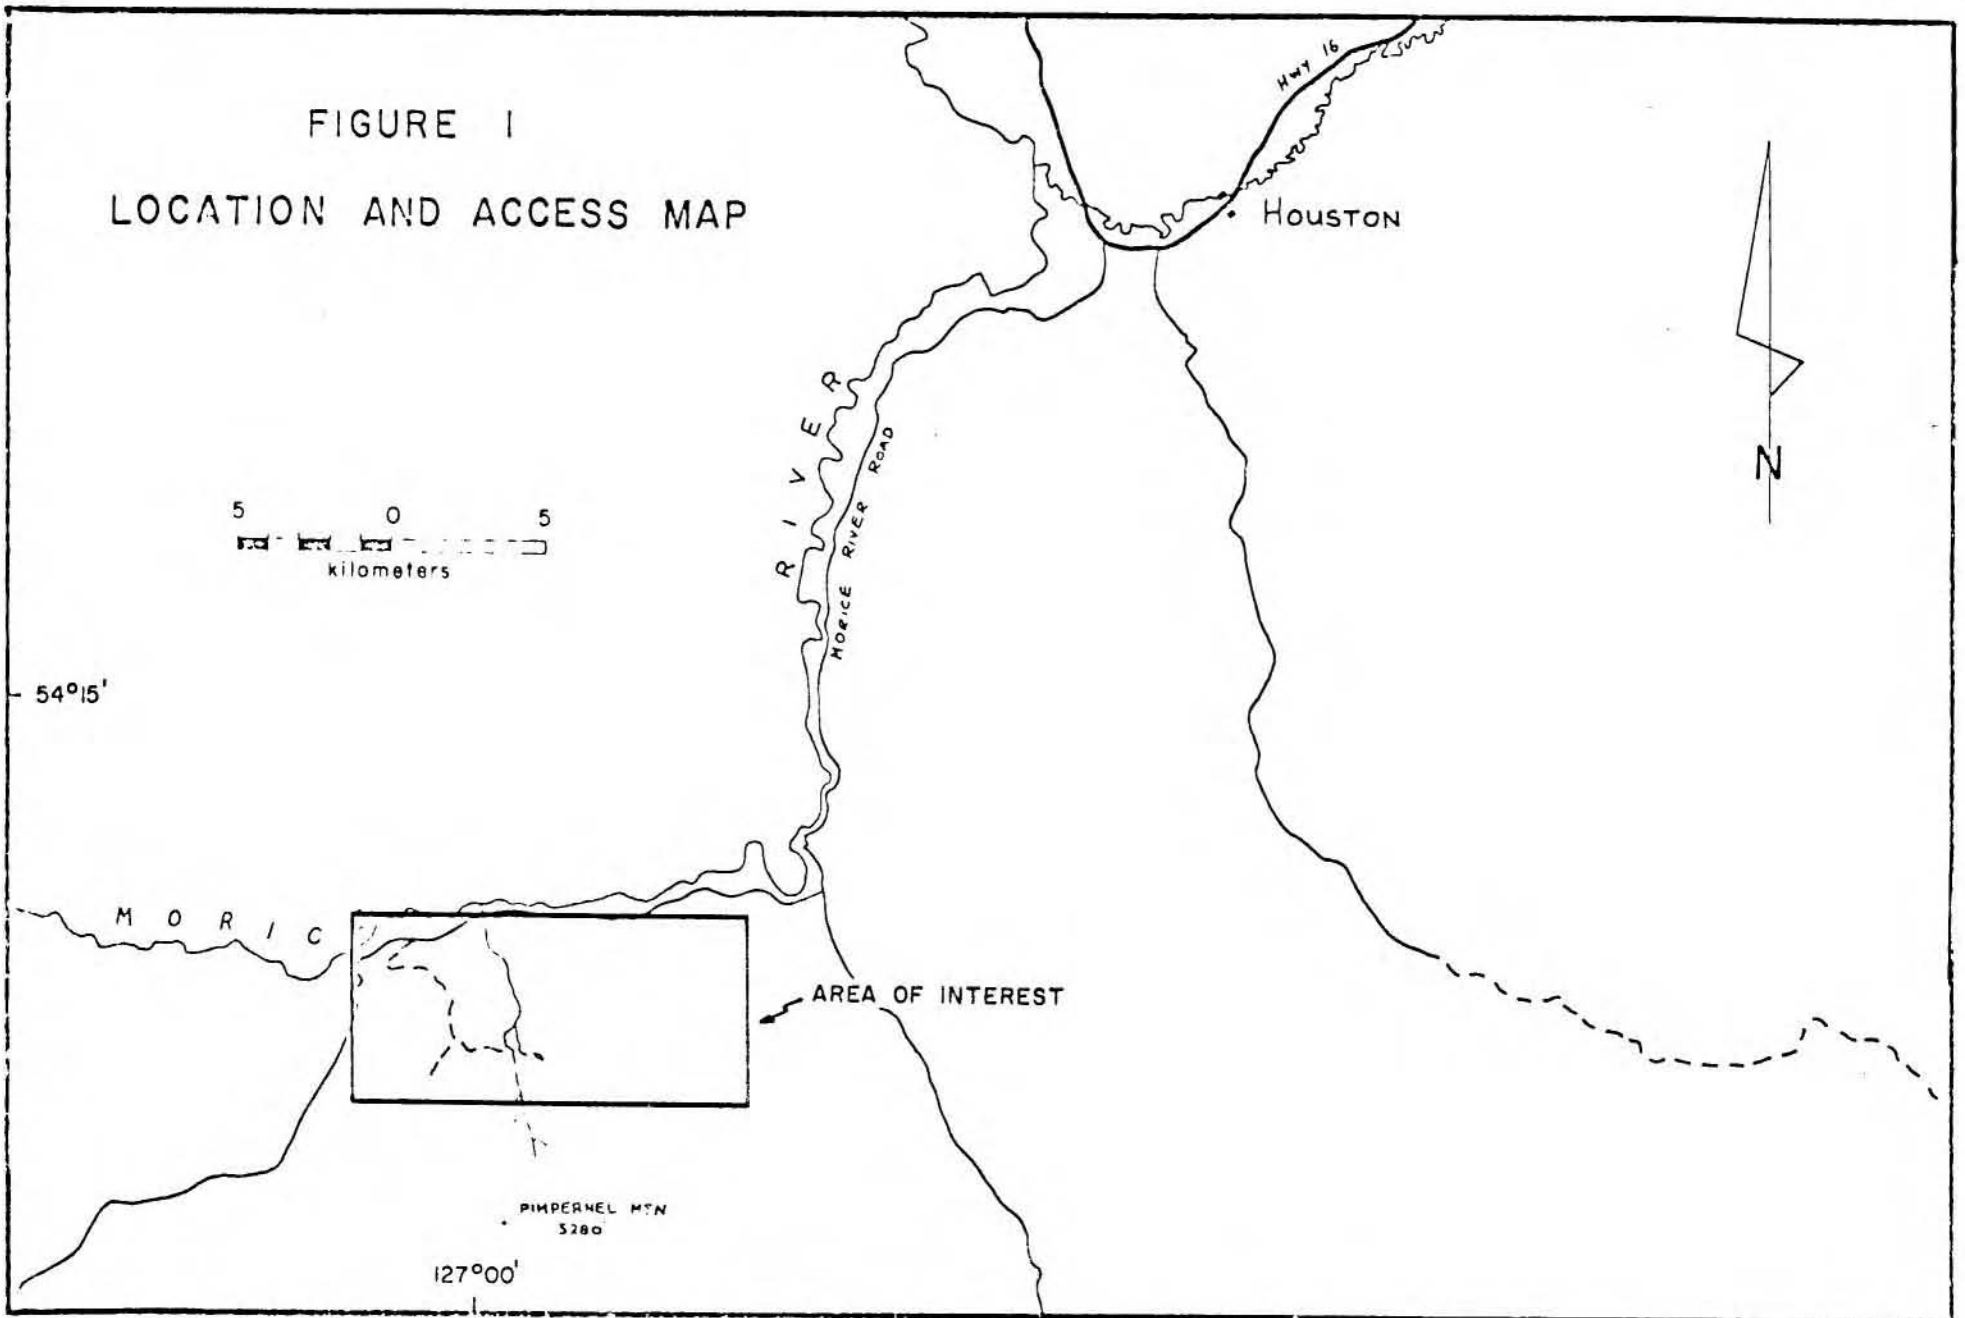 FIGURE 1
LOCATION AND ACCESS MAP
HWY 16
HOUSTON
N
RIVER
MORICE RIVER ROAD
5 0 5
kilometers
54°15'
MORIC
AREA OF INTEREST
PIMPERNEL MTN
5280
127°00'